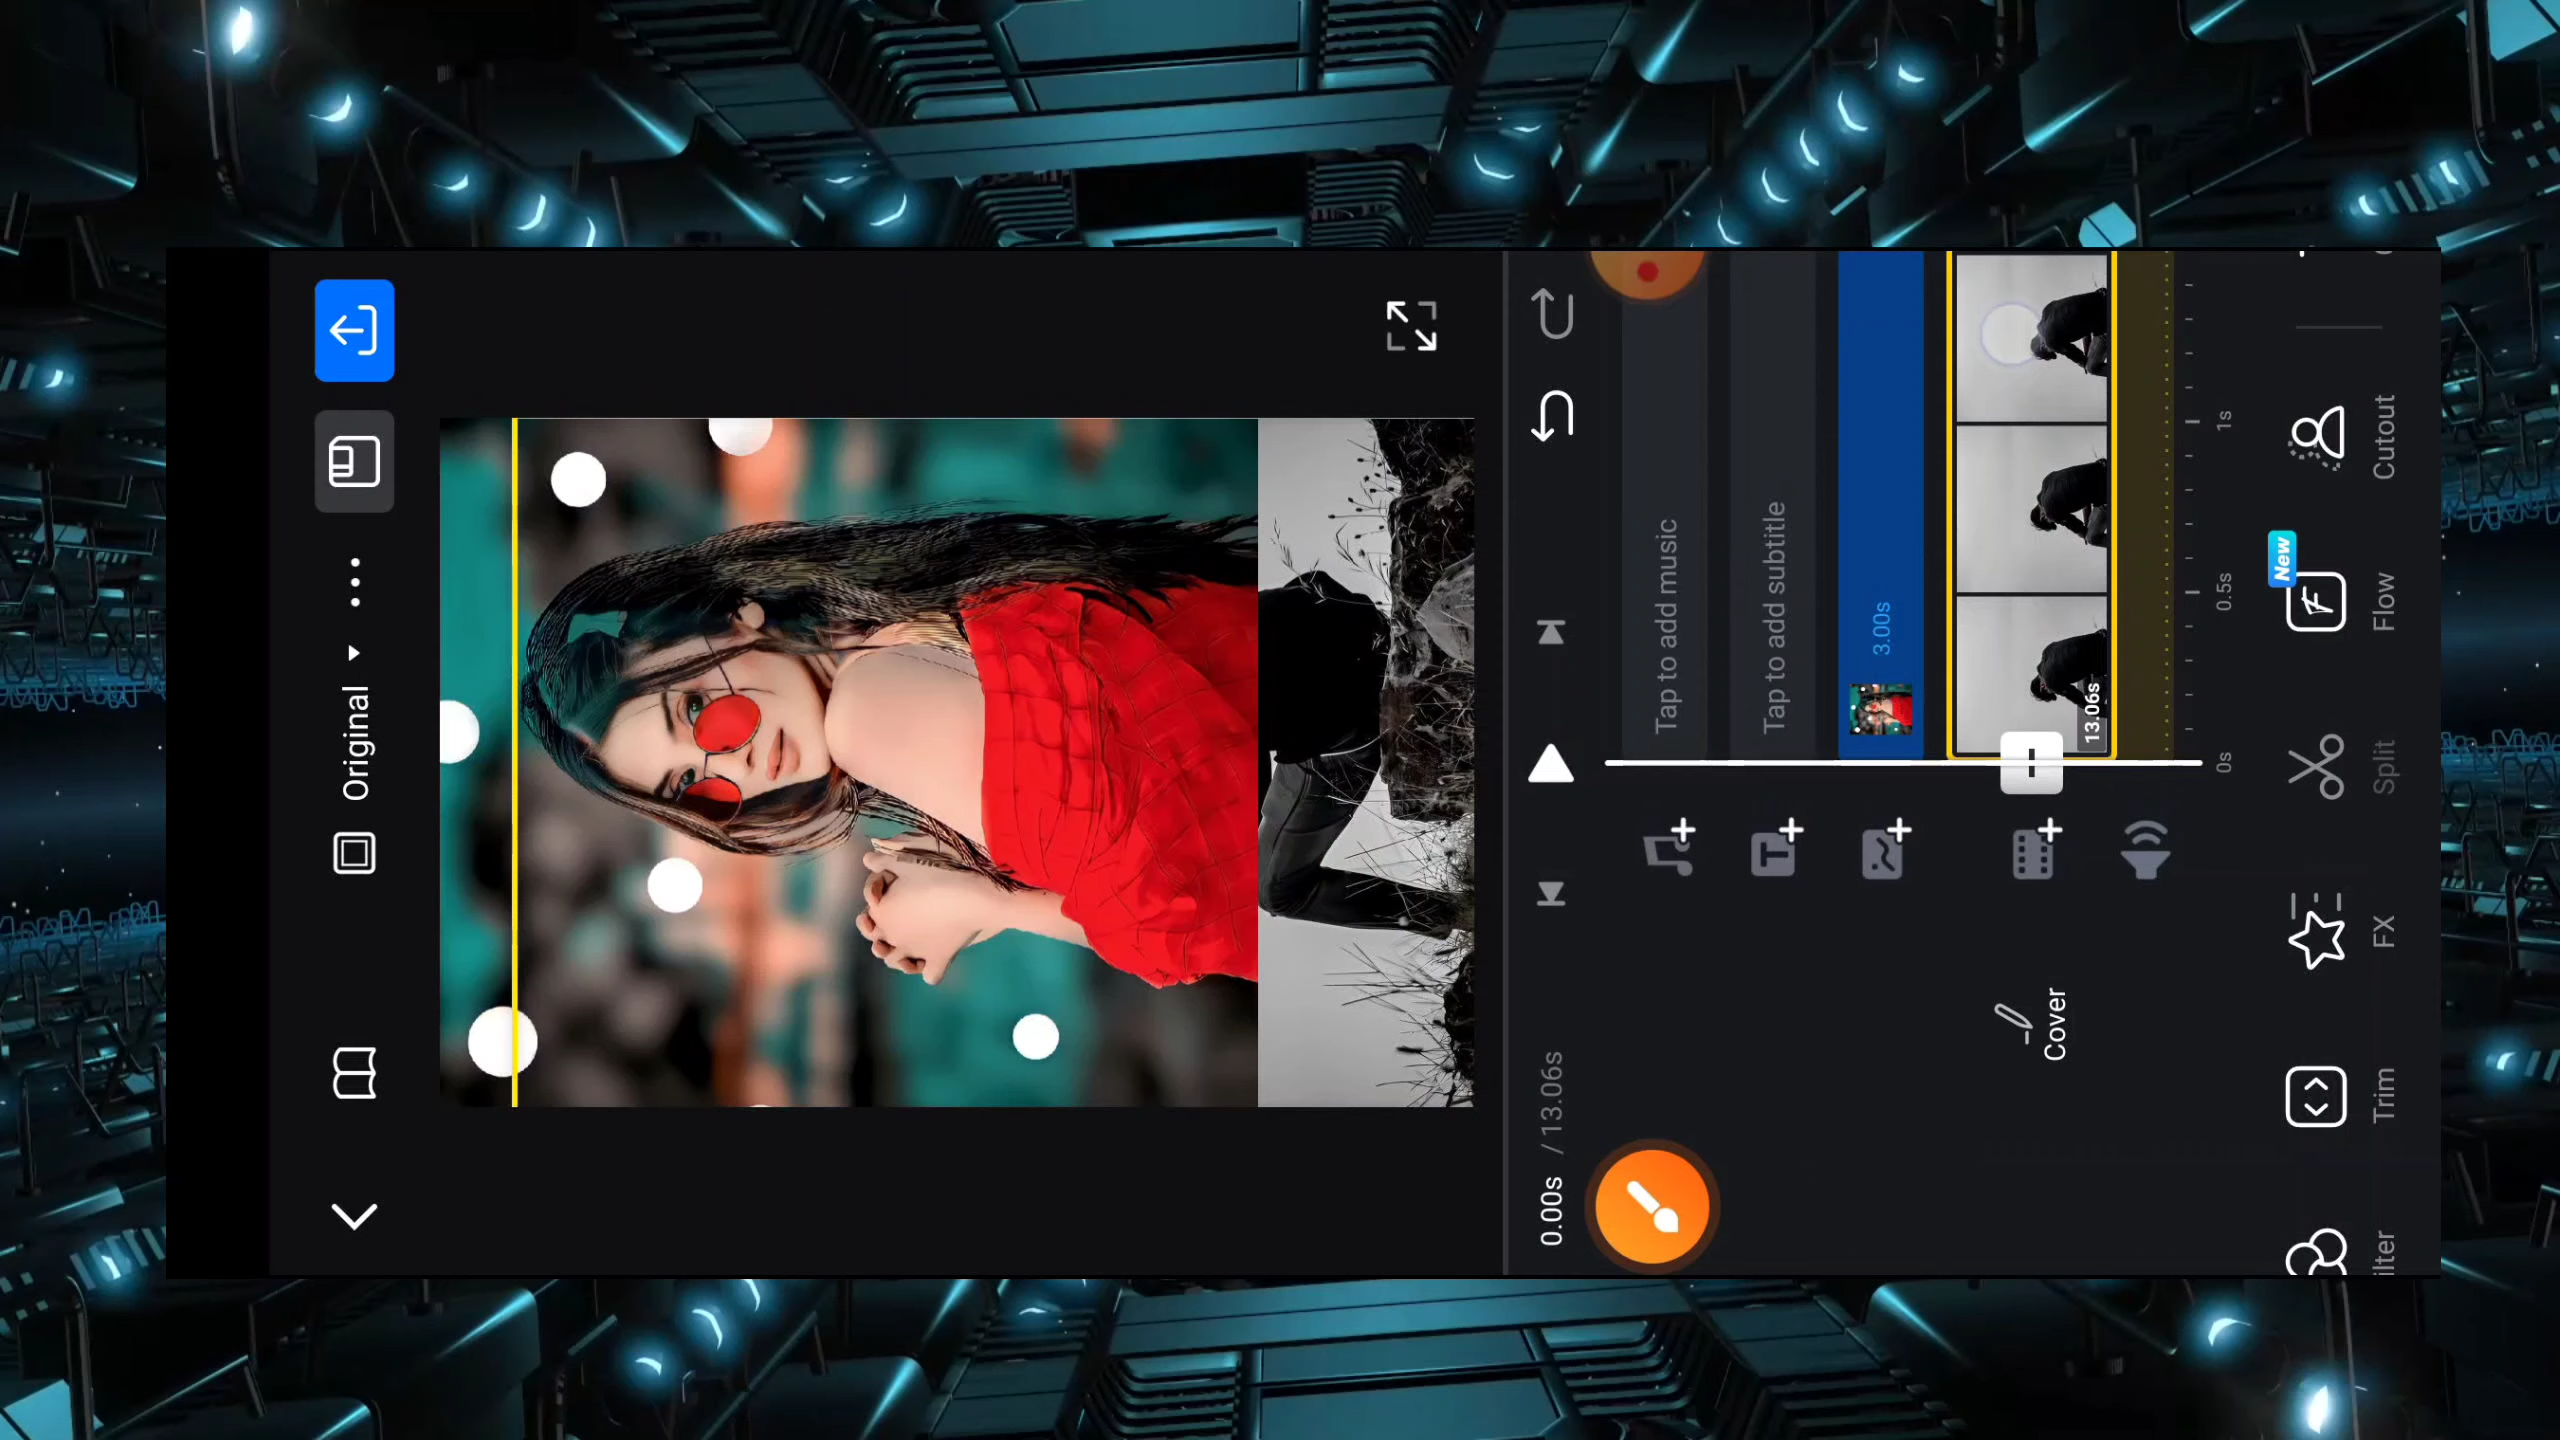 Original
0.00s / 13.06s
Tap to add music
Tap to add subtitle
3.00s
13.06s
Cover
0s
0.5s
1s
New
Trim
FX
Split
Flow
Cutout